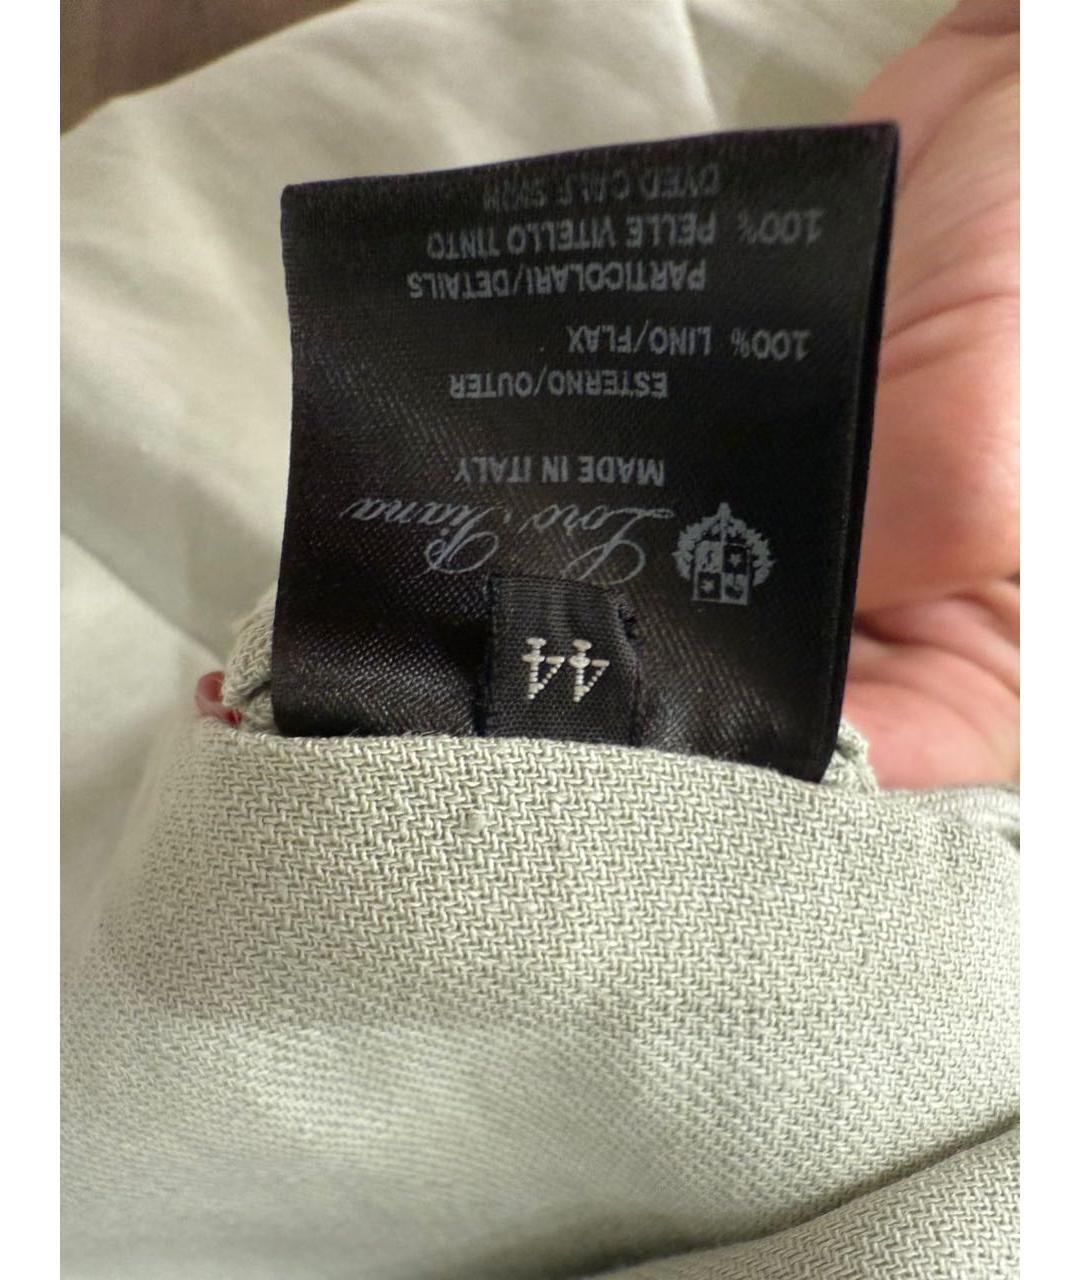 44
Loro Piana
MADE IN ITALY
ESTERNO/OUTER
100% LINO/FLAX
PARTICOLARI/DETAILS
100% PELLE VITELLO TINTO
DYED CALF SKIN